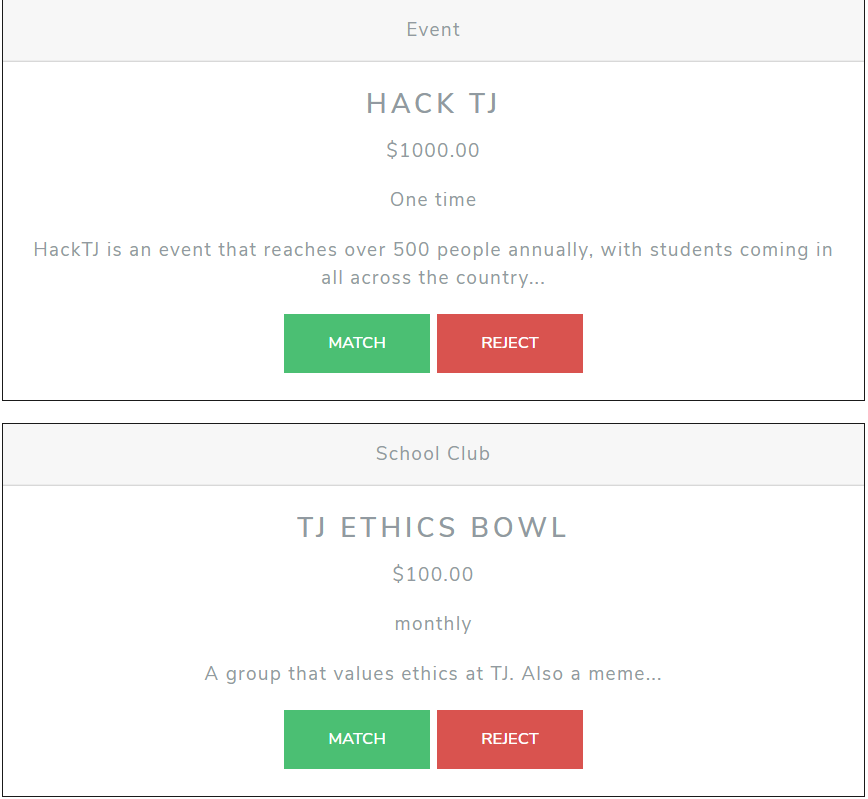 Event
HACK TJ
$1000.00
One time
HackTJ is an event that reaches over 500 people annually, with students coming in
all across the country...
MATCH REJECT
School Club
TJ ETHICS BOWL
$100.00
monthly
A group that values ethics at TJ. Also a meme...
MATCH REJECT